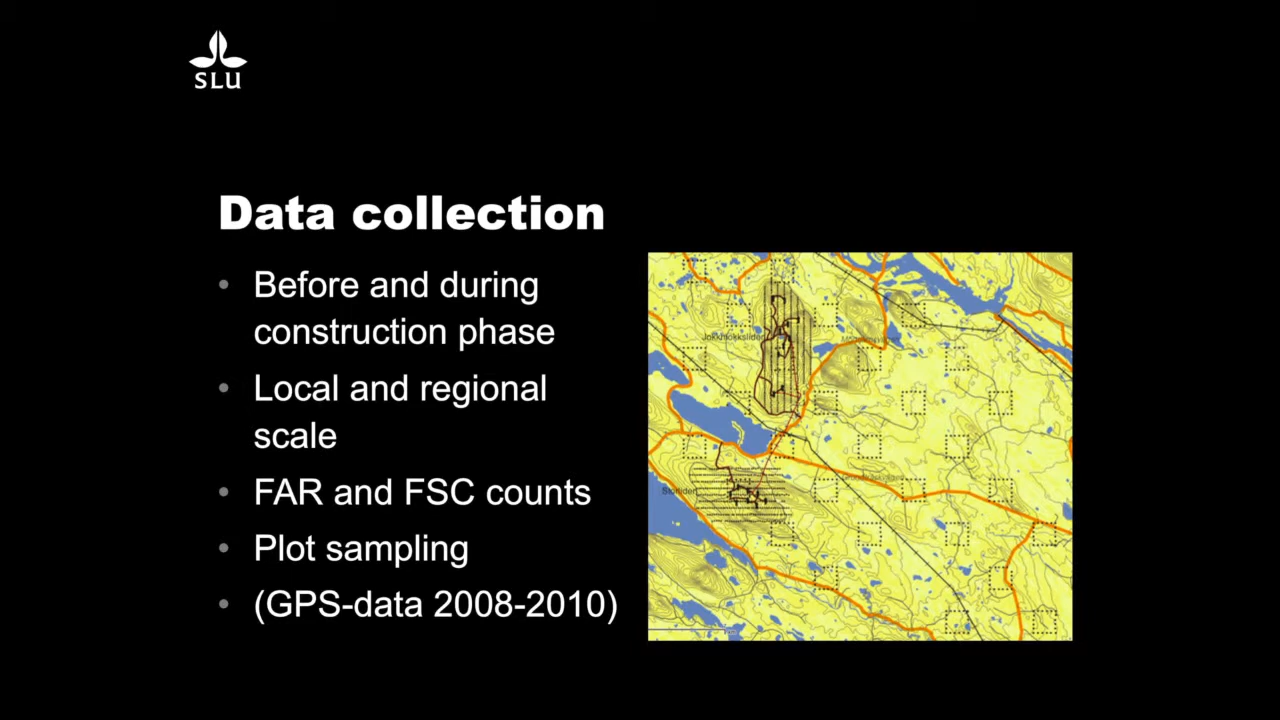 SLU
Data collection
• Before and during
construction phase
• Local and regional
scale
• FAR and FSC counts
• Plot sampling
• (GPS-data 2008-2010)